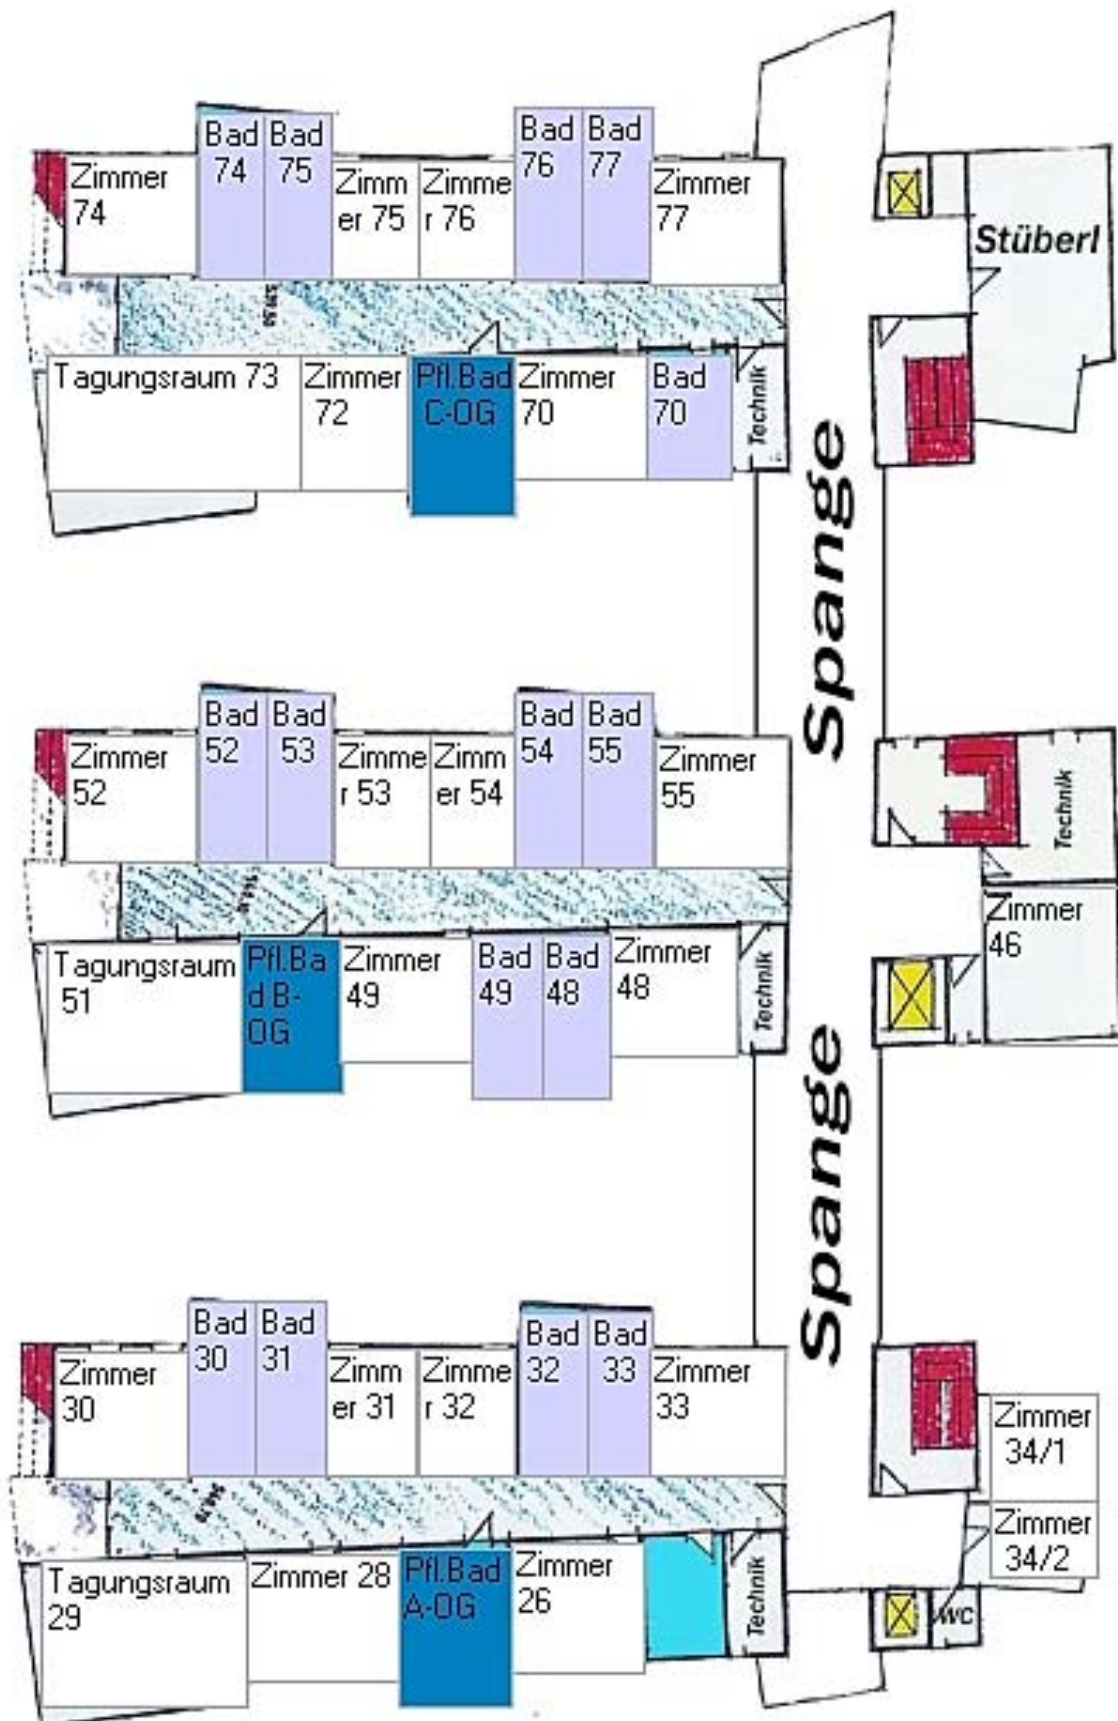 Bad
74
Bad
75
Bad
76
Bad
77
Zimmer
74
Zimm
er 75
Zimme
r 76
Zimmer
77
Stüberl
Tagungsraum 73
Zimmer
72
Pfl.Bad
C-OG
Zimmer
70
Bad
70
Technik
Spange
Bad
52
Bad
53
Bad
54
Bad
55
Zimmer
52
Zimme
r 53
Zimm
er 54
Zimmer
55
Technik
Zimmer
46
Tagungsraum
51
Pfl.Ba
d B-
OG
Zimmer
49
Bad
49
Bad
48
Zimmer
48
Technik
Spange
Bad
30
Bad
31
Bad
32
Bad
33
Zimmer
30
Zimm
er 31
Zimme
r 32
Zimmer
33
Zimmer
34/1
Zimmer
34/2
Tagungsraum
29
Zimmer 28
Pfl.Bad
A-OG
Zimmer
26
Technik
WC